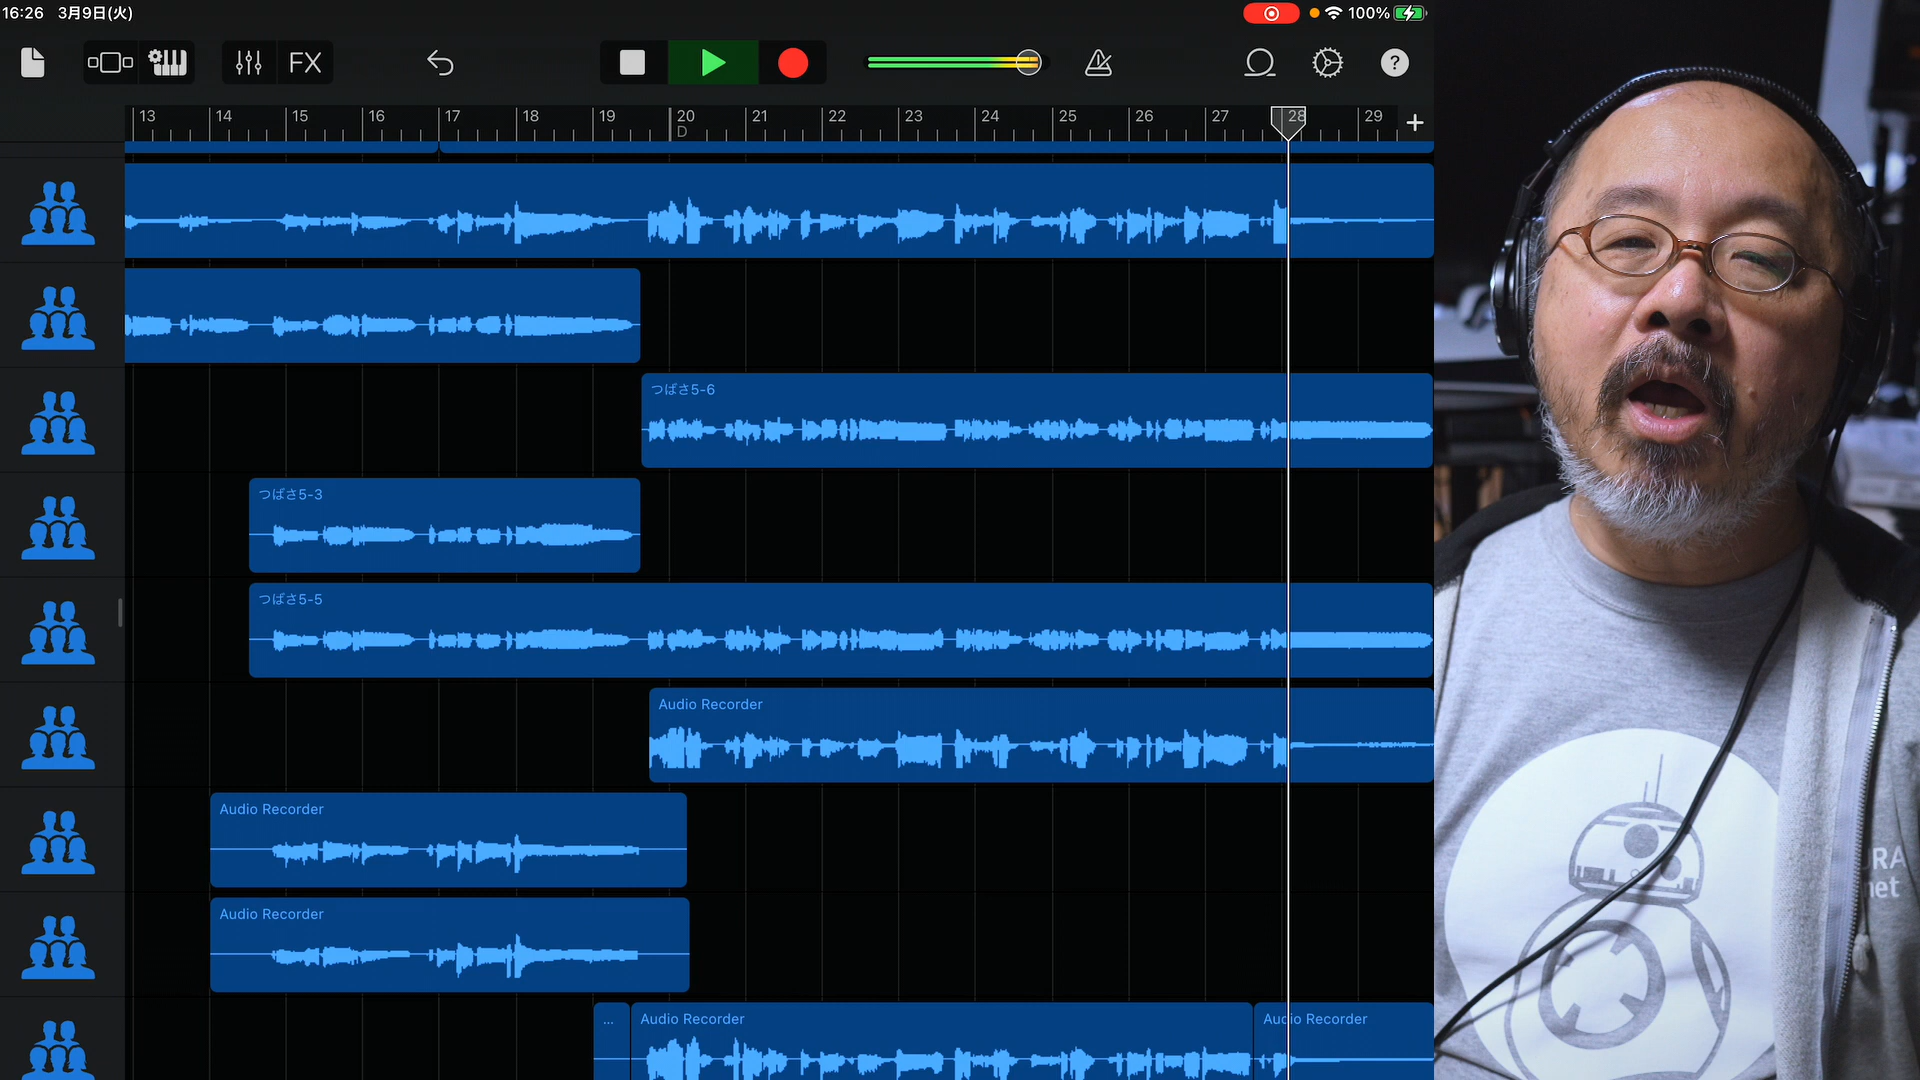 16:26 3月9日(火)
100%
FX
?
13 14 15 16 17 18 19 20 21 22 23 24 25 26 27 28 29 +
D
つばさ5-6
つばさ5-3
つばさ5-5
Audio Recorder
Audio Recorder
Audio Recorder
... Audio Recorder Audio Recorder
URA
net